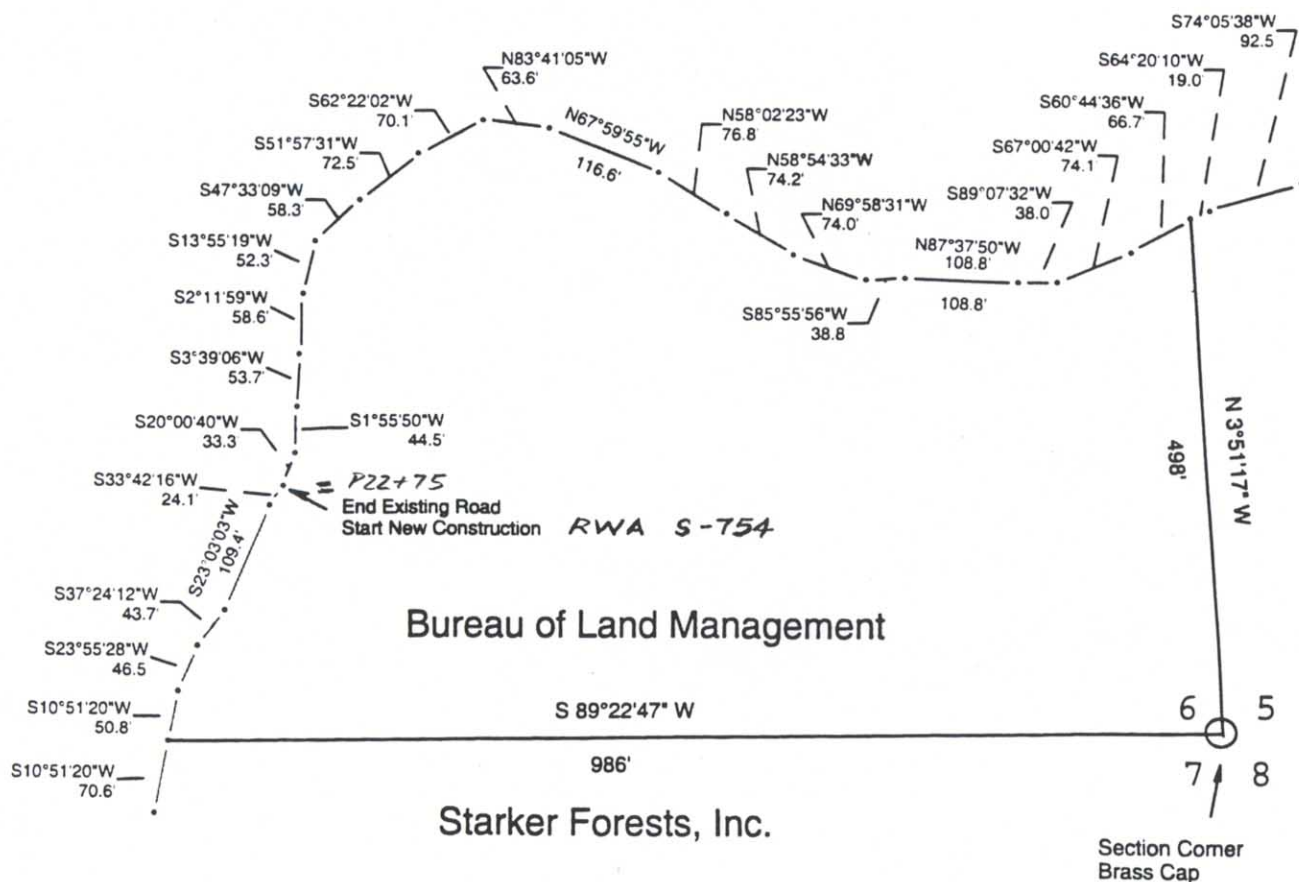 S74°05'38"W
92.5
S64°20'10"W
19.0'
S60°44'36"W
66.7'
S67°00'42"W
74.1'
S89°07'32"W
38.0'
N83°41'05"W
63.6'
S62°22'02"W
70.1'
N67°59'55"W
116.6'
N58°02'23"W
76.8'
S51°57'31"W
72.5'
N58°54'33"W
74.2'
S47°33'09"W
58.3'
N69°58'31"W
74.0'
N87°37'50"W
108.8'
108.8'
S85°55'56"W
38.8
S13°55'19"W
52.3'
S2°11'59"W
58.6'
S3°39'06"W
53.7'
S20°00'40"W
33.3
S1°55'50"W
44.5'
S33°42'16"W
24.1'
= P22+75
End Existing Road
Start New Construction RWA S-754
S23°03'03"W
109.4'
N 3°51'17" W
498'
S37°24'12"W
43.7'
Bureau of Land Management
S23°55'28"W
46.5
S10°51'20"W
50.8'
S 89°22'47" W
986'
6 5
7 8
S10°51'20"W
70.6'
Starker Forests, Inc.
Section Corner
Brass Cap